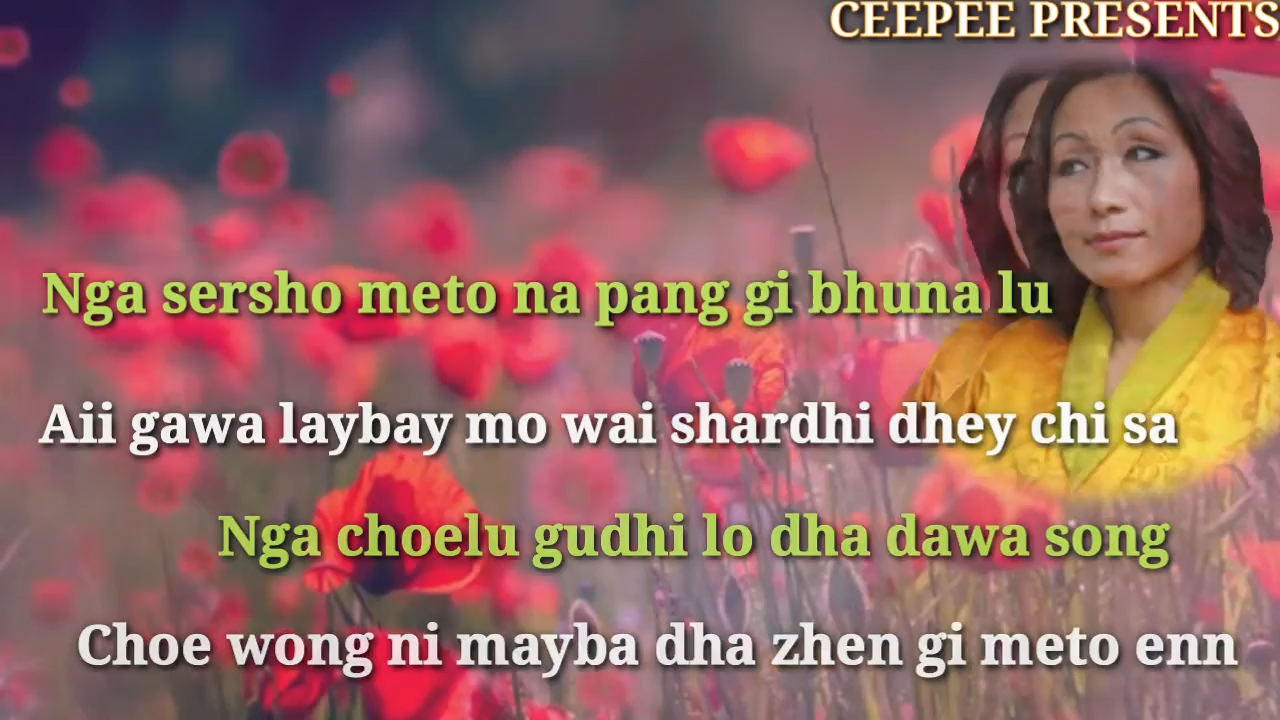 CEEPEE PRESENTS
Nga sersho meto na pang gi bhuna lu
Aii gawa laybay mo wai shardhi dhey chi sa
Nga choelu gudhi lo dha dawa song
Choe wong ni mayba dha zhen gi meto enn